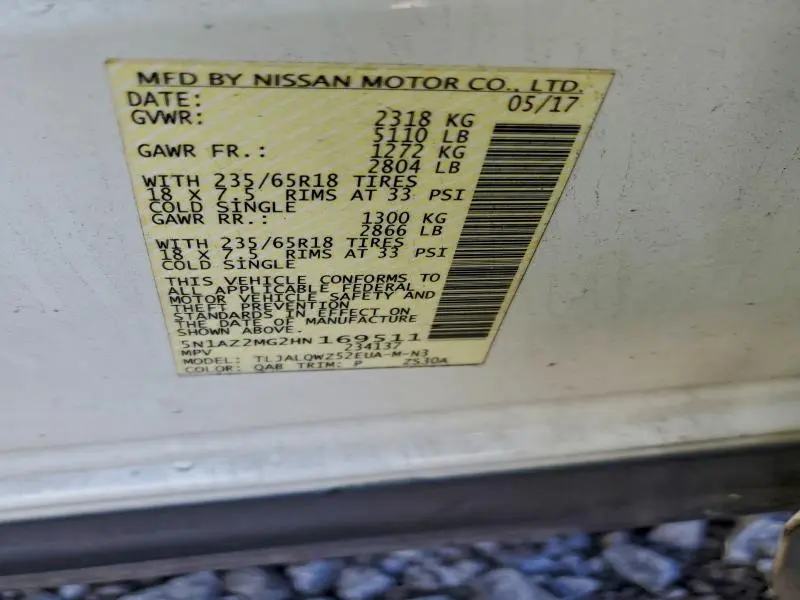 MFD BY NISSAN MOTOR CO., LTD.
DATE: 05/17
GVWR: 2318 KG
5110 LB
GAWR FR.: 1272 KG
2804 LB
WITH 235/65R18 TIRES
18 X 7.5 RIMS AT 33 PSI
COLD SINGLE
GAWR RR.: 1300 KG
2866 LB
WITH 235/65R18 TIRES
18 X 7.5 RIMS AT 33 PSI
COLD SINGLE
THIS VEHICLE CONFORMS TO
ALL APPLICABLE FEDERAL
MOTOR VEHICLE SAFETY AND
THEFT PREVENTION
STANDARDS IN EFFECT ON
THE DATE OF MANUFACTURE
SHOWN ABOVE.
5N1AZ2MG2HN169511
MPV 234137
MODEL: TLJALQWZ52EUA-M-N3
COLOR: QAB TRIM: P ZS30A